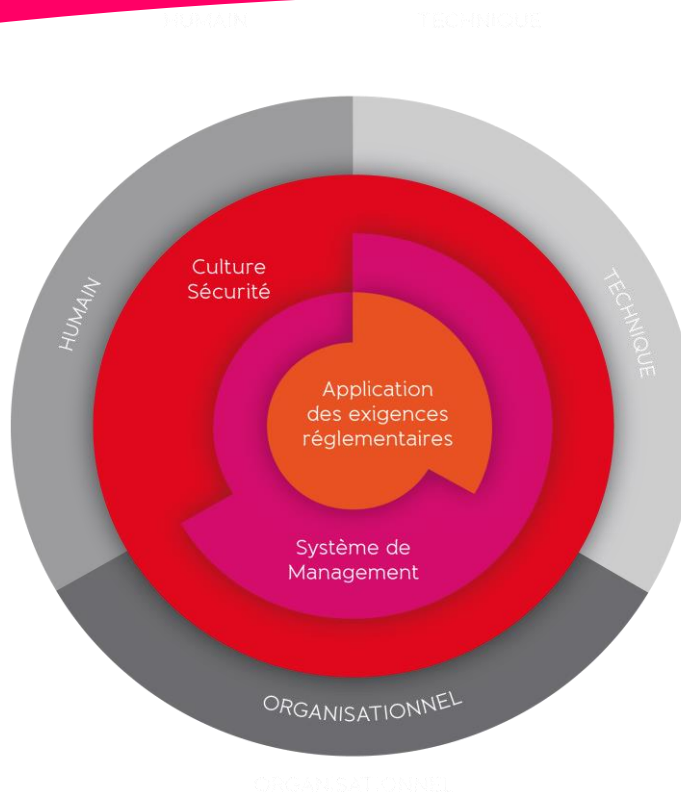 HUMAIN
TECHNIQUE
Culture
Sécurité
HUMAIN
TECHNIQUE
Application
des exigences
réglementaires
Système de
Management
ORGANISATIONNEL
ORGANISATIONNEL